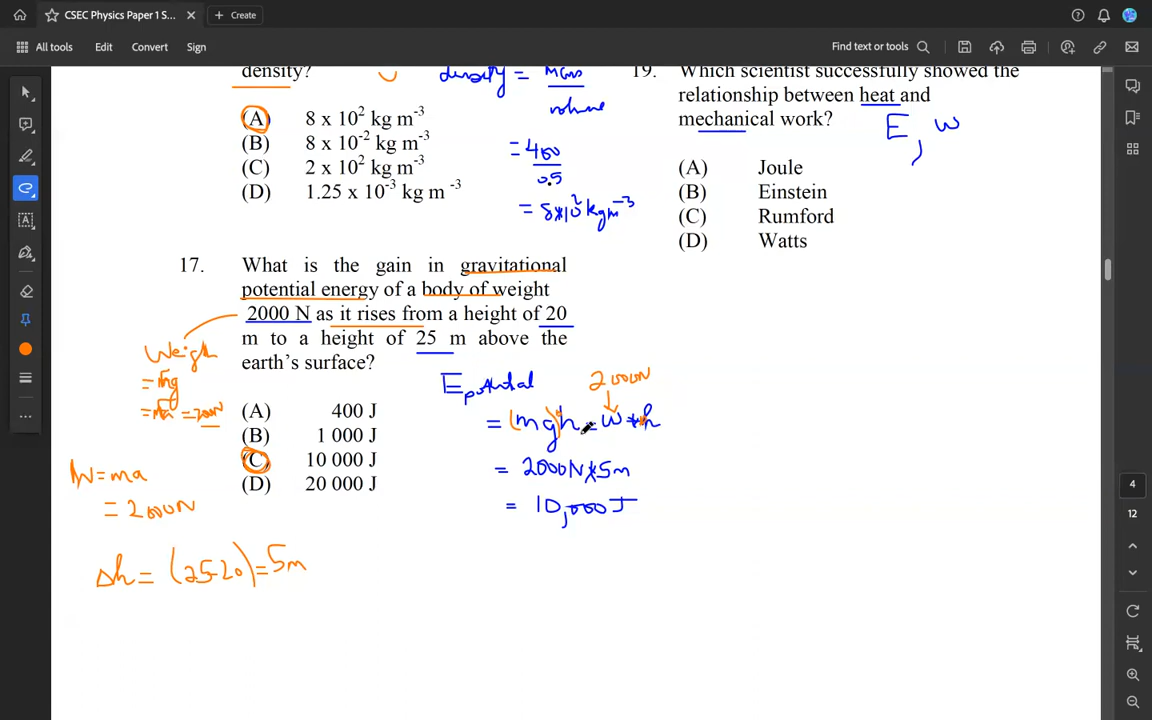 CSEC Physics Paper 1 S...
Create
All tools
Edit
Convert
Sign
Find text or tools
density?
(A) 8 x 10² kg m⁻³
(B) 8 x 10⁻² kg m⁻³
(C) 2 x 10² kg m⁻³
(D) 1.25 x 10⁻³ kg m ⁻³
density = mass
volume
= 400
0.5
= 8*10² kg m⁻³
17. What is the gain in gravitational
potential energy of a body of weight
2000 N as it rises from a height of 20
m to a height of 25 m above the
earth's surface?
(A) 400 J
(B) 1 000 J
(C) 10 000 J
(D) 20 000 J
Weigh
= mg
W = ma
= 2000N
Δh = (25-20) = 5m
E potential
2000N
= (mg)h = w * h
= 2000N * 5m
= 10,000 J
19. Which scientist successfully showed the
relationship between heat and
mechanical work?
E, w
(A) Joule
(B) Einstein
(C) Rumford
(D) Watts
4
12